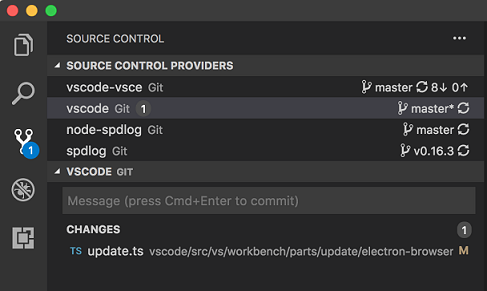 SOURCE CONTROL
SOURCE CONTROL PROVIDERS
vscode-vsce Git master 8↓ 0↑
vscode Git 1 master*
node-spdlog Git master
spdlog Git v0.16.3
1
VSCODE GIT
Message (press Cmd+Enter to commit)
CHANGES 1
TS update.ts vscode/src/vs/workbench/parts/update/electron-browser M